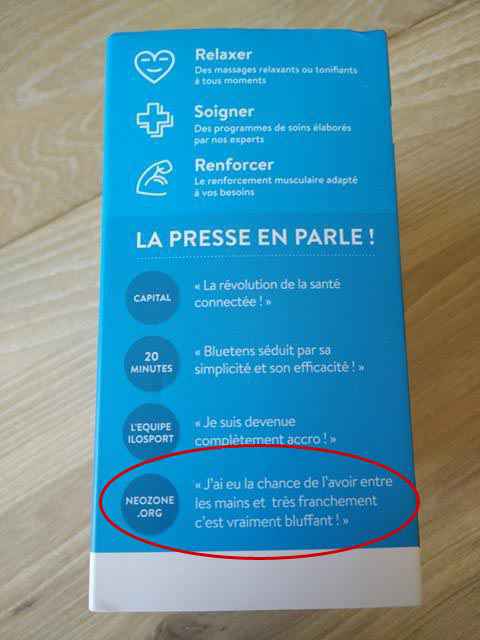 Relaxer
Des massages relaxants ou tonifiants
à tous moments
Soigner
Des programmes de soins élaborés
par nos experts
Renforcer
Le renforcement musculaire adapté
à vos besoins
LA PRESSE EN PARLE !
CAPITAL
« La révolution de la santé
connectée ! »
20
MINUTES
« Bluetens séduit par sa
simplicité et son efficacité ! »
L'EQUIPE
ILOSPORT
« Je suis devenue
complètement accro ! »
NEOZONE
.ORG
« J'ai eu la chance de l'avoir entre
les mains et très franchement
c'est vraiment bluffant ! »